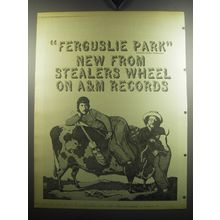 "FERGUSLIE PARK"
NEW FROM
STEALERS WHEEL
ON A&M RECORDS